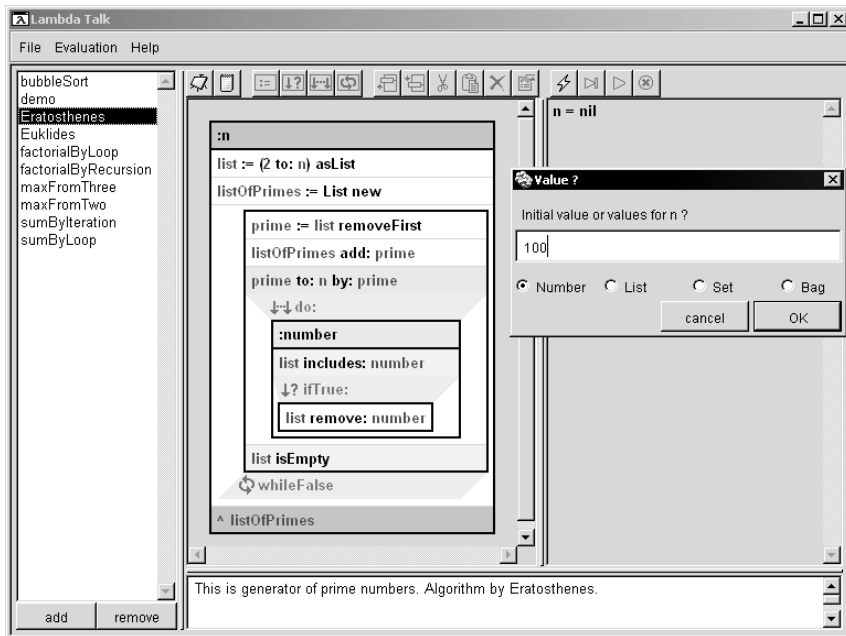 Lambda Talk
File Evaluation Help
bubbleSort
demo
Eratosthenes
Euklides
factorialByLoop
factorialByRecursion
maxFromThree
maxFromTwo
sumByIteration
sumByLoop
add remove
:n
list := (2 to: n) asList
listOfPrimes := List new
prime := list removeFirst
listOfPrimes add: prime
prime to: n by: prime
do:
:number
list includes: number
ifTrue:
list remove: number
list isEmpty
whileFalse
^ listOfPrimes
n = nil
Value ?
Initial value or values for n ?
100
Number List Set Bag
cancel OK
This is generator of prime numbers. Algorithm by Eratosthenes.